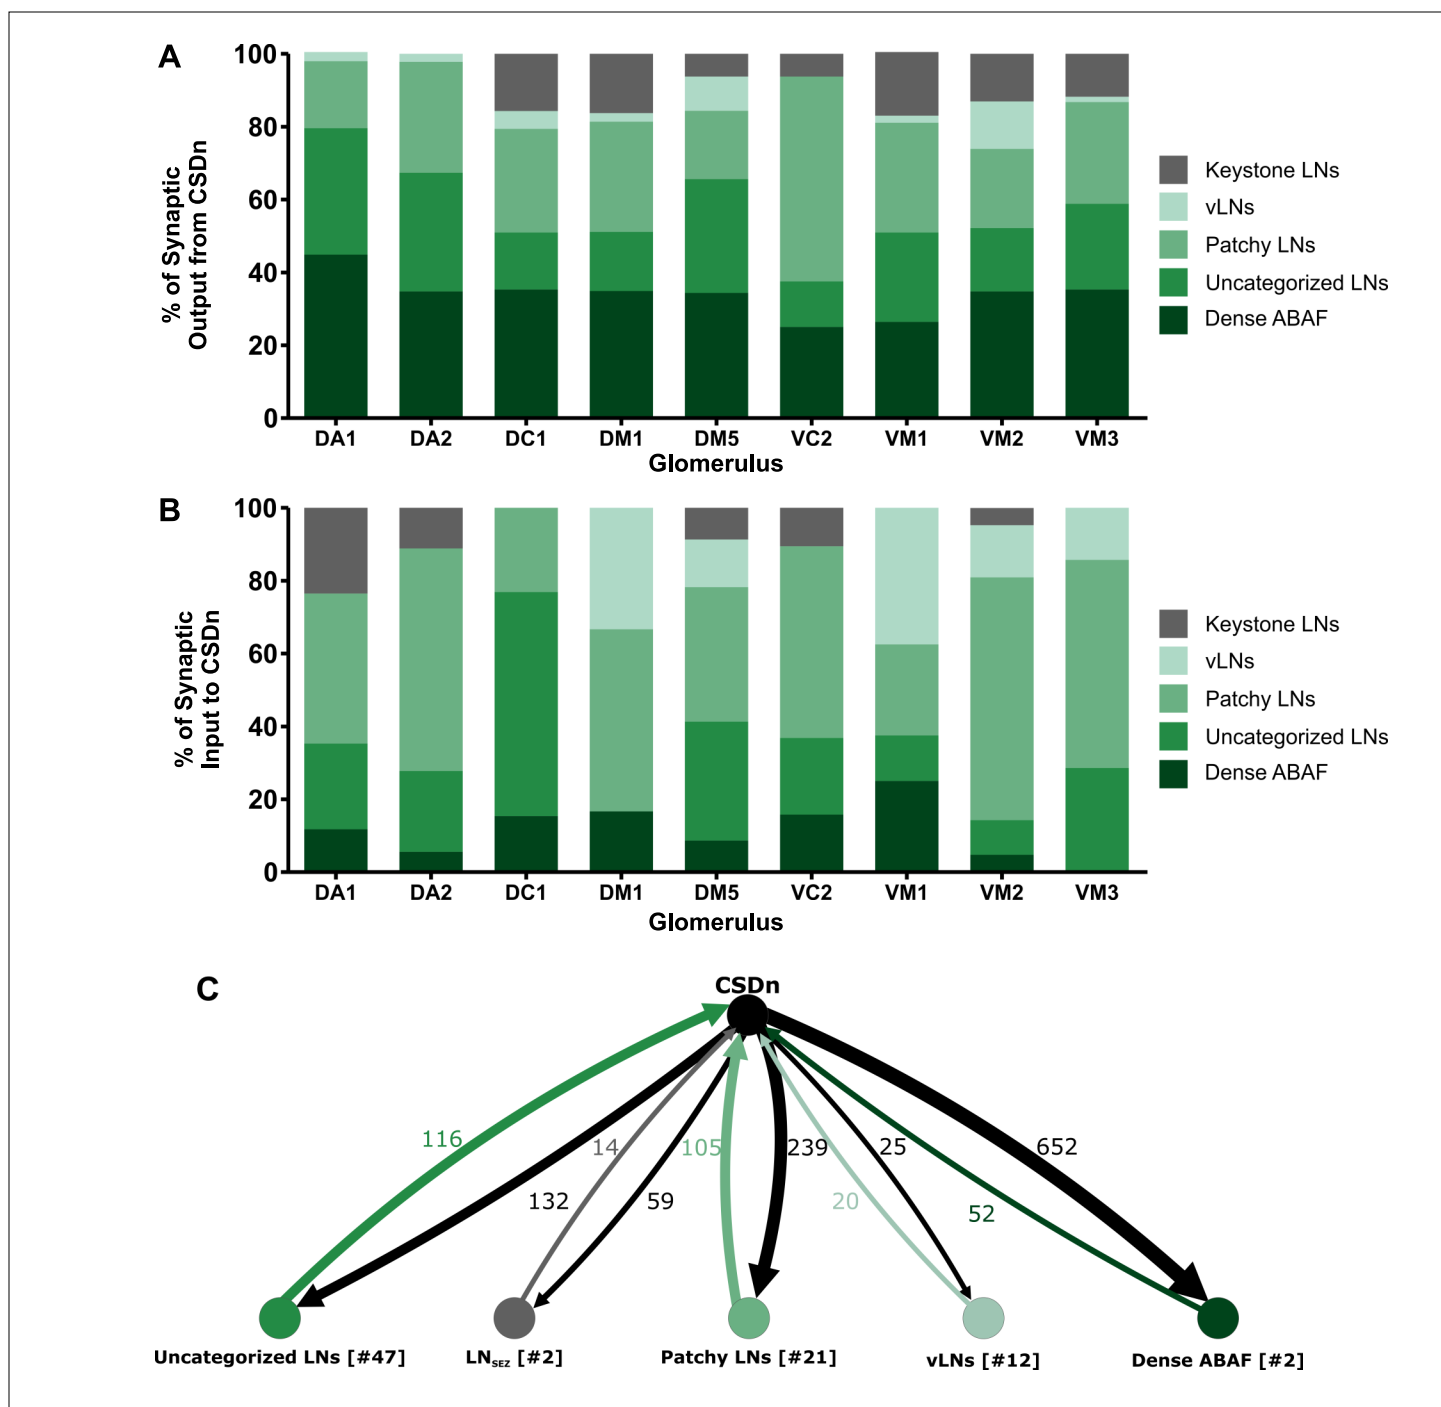 A
% of Synaptic
Output from CSDn
100
80
60
40
20
0
DA1 DA2 DC1 DM1 DM5 VC2 VM1 VM2 VM3
Glomerulus
Keystone LNs
vLNs
Patchy LNs
Uncategorized LNs
Dense ABAF
B
% of Synaptic
Input to CSDn
100
80
60
40
20
0
DA1 DA2 DC1 DM1 DM5 VC2 VM1 VM2 VM3
Glomerulus
Keystone LNs
vLNs
Patchy LNs
Uncategorized LNs
Dense ABAF
C
CSDn
116 14 105 239 25 652
132 59 20 52
Uncategorized LNs [#47] LNSEZ [#2] Patchy LNs [#21] vLNs [#12] Dense ABAF [#2]